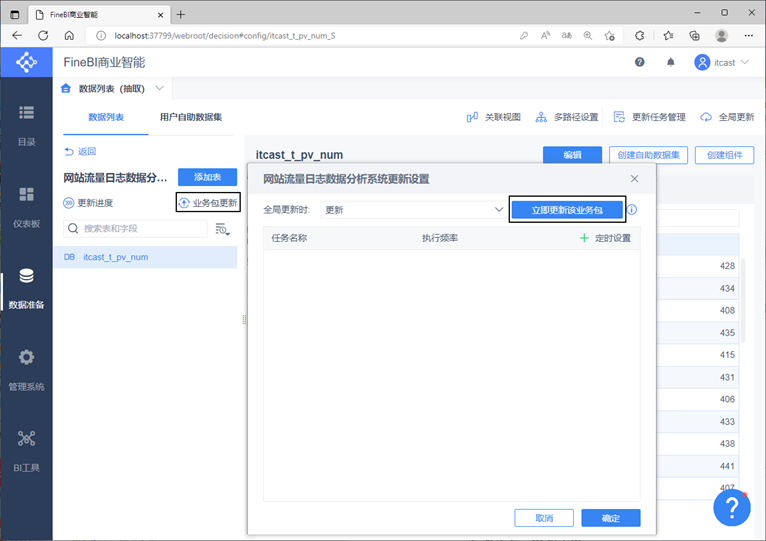 FineBI商业智能
localhost:37799/webroot/decision#config/itcast_t_pv_num_S
FineBI商业智能
itcast
数据列表（抽取）
目录
仪表板
数据准备
管理系统
BI工具
数据列表
用户自助数据集
关联视图
多路径设置
更新任务管理
全局更新
返回
网站流量日志数据分...
添加表
更新进度
业务包更新
搜索表和字段
DB itcast_t_pv_num
itcast_t_pv_num
编辑
创建自助数据集
创建组件
网站流量日志数据分析系统更新设置
全局更新时:
更新
立即更新该业务包
任务名称
执行频率
定时设置
428
434
408
435
415
431
406
433
438
441
407
取消
确定